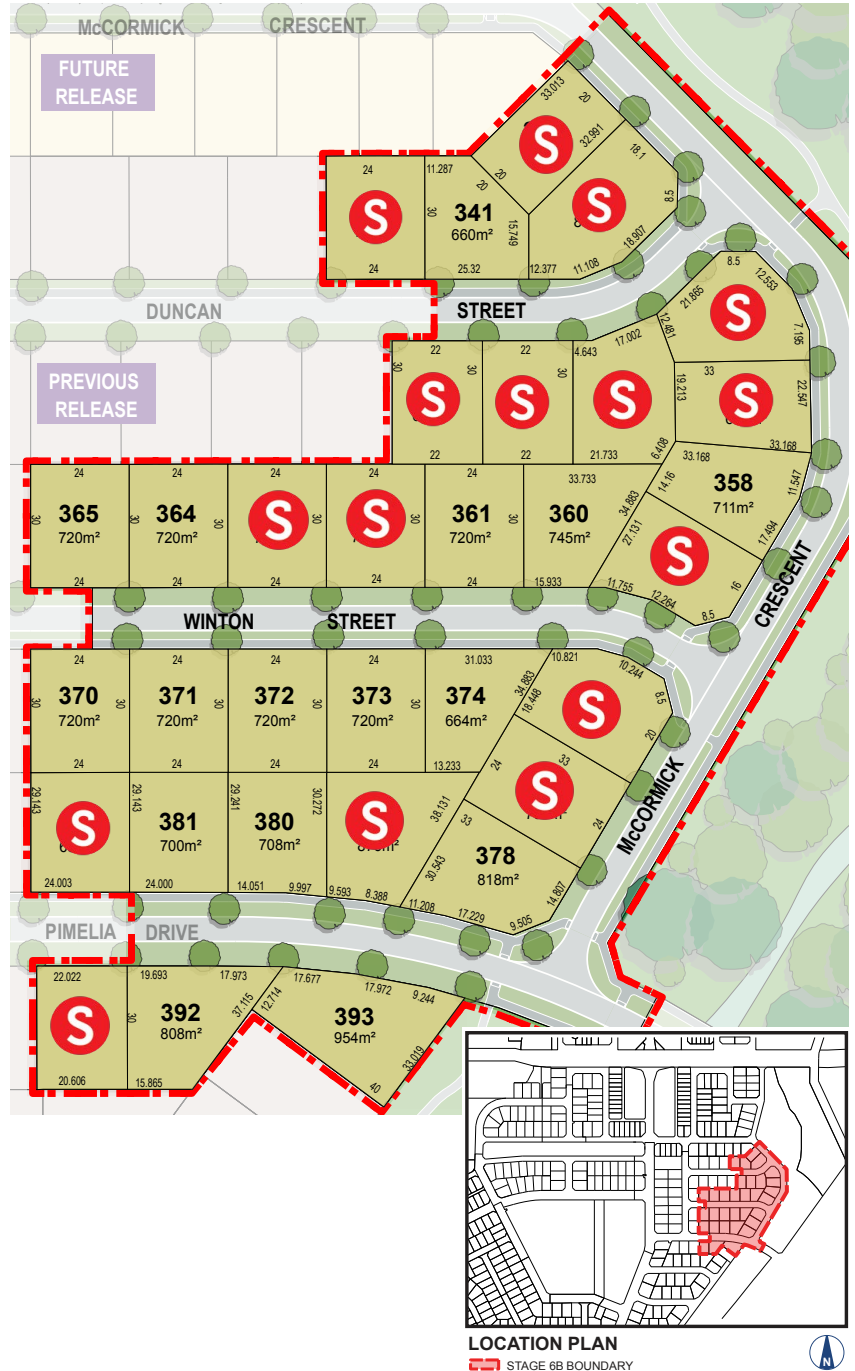 McCORMICK CRESCENT
FUTURE
RELEASE
33.013
20
32.991
18.1
8.5
18.907
11.108
12.377
S
S
S
24
24
11.287
20
20
30
15.749
341
660m²
25.32
DUNCAN STREET
PREVIOUS
RELEASE
8.5
12.553
21.865
7.195
12.481
S
22
30
22
30
S
22
30
22
S
4.643
17.002
19.213
21.733
6.408
S
33
22.547
33.168
S
33.168
14.16
358
711m²
11.547
17.494
24
30
365
720m²
24
24
364
720m²
24
24
30
S
24
24
30
S
24
24
361
720m²
24
33.733
360
745m²
34.883
15.933
27.131
S
11.755
12.264
8.5
16
WINTON STREET
CRESCENT
24
30
370
720m²
24
24
30
371
720m²
24
24
372
720m²
24
24
30
373
720m²
24
30
31.033
374
664m²
13.233
34.883
18.448
10.821
10.244
8.5
20
S
24
33
S
24
McCORMICK
29.143
S
24.003
29.143
381
700m²
24.000
29.241
380
708m²
14.051
9.997
30.272
S
38.131
9.593
8.388
33
30.543
378
818m²
14.807
11.208
17.229
9.505
PIMELIA DRIVE
22.022
S
20.606
19.693
17.973
30
392
808m²
37.115
15.865
17.677
12.714
17.972
9.244
393
954m²
33.019
40
LOCATION PLAN
STAGE 6B BOUNDARY
N